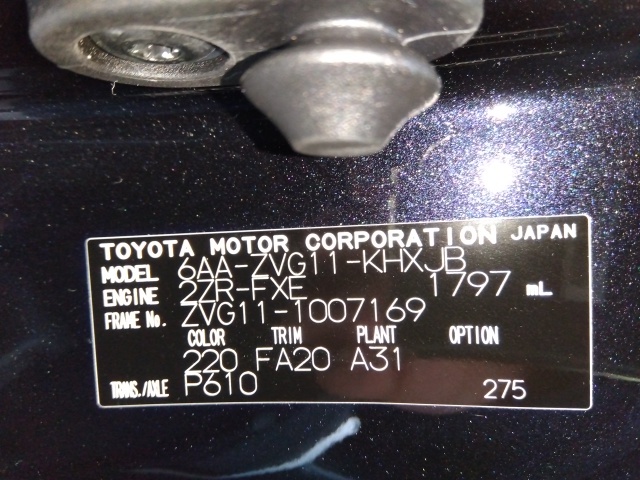 TOYOTA MOTOR CORPORATION JAPAN
MODEL 6AA-ZVG11-KHXJB
ENGINE 2ZR-FXE 1797 mL
FRAME No. ZVG11-1007169
COLOR TRIM PLANT OPTION
220 FA20 A31
TRANS./AXLE P610 275